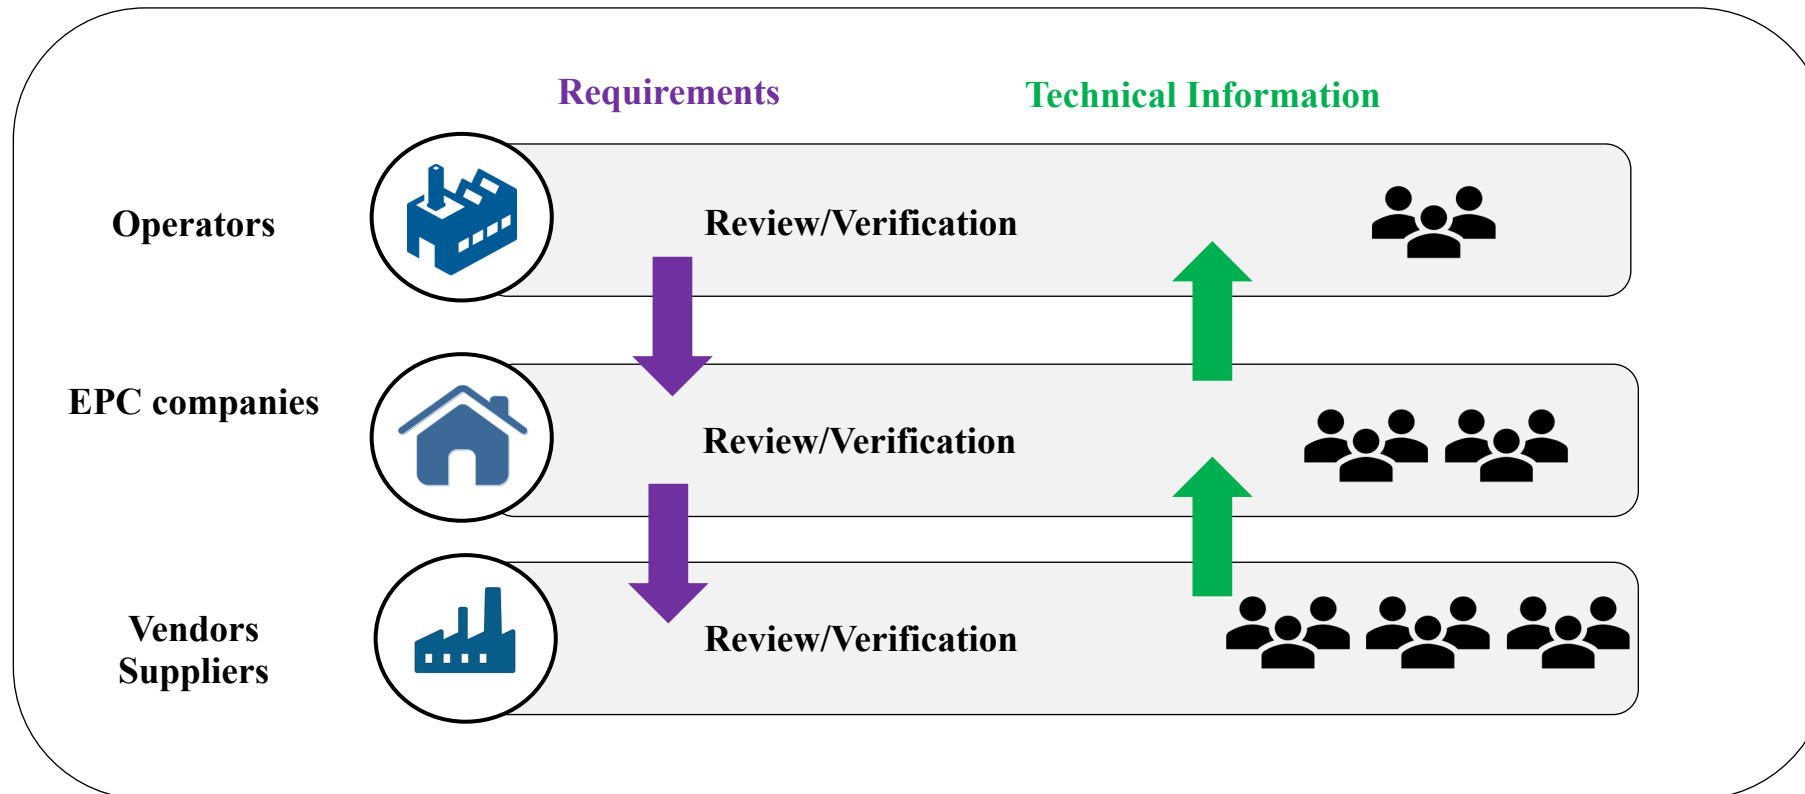 Requirements
Technical Information
Operators
Review/Verification
EPC companies
Review/Verification
Vendors
Suppliers
Review/Verification